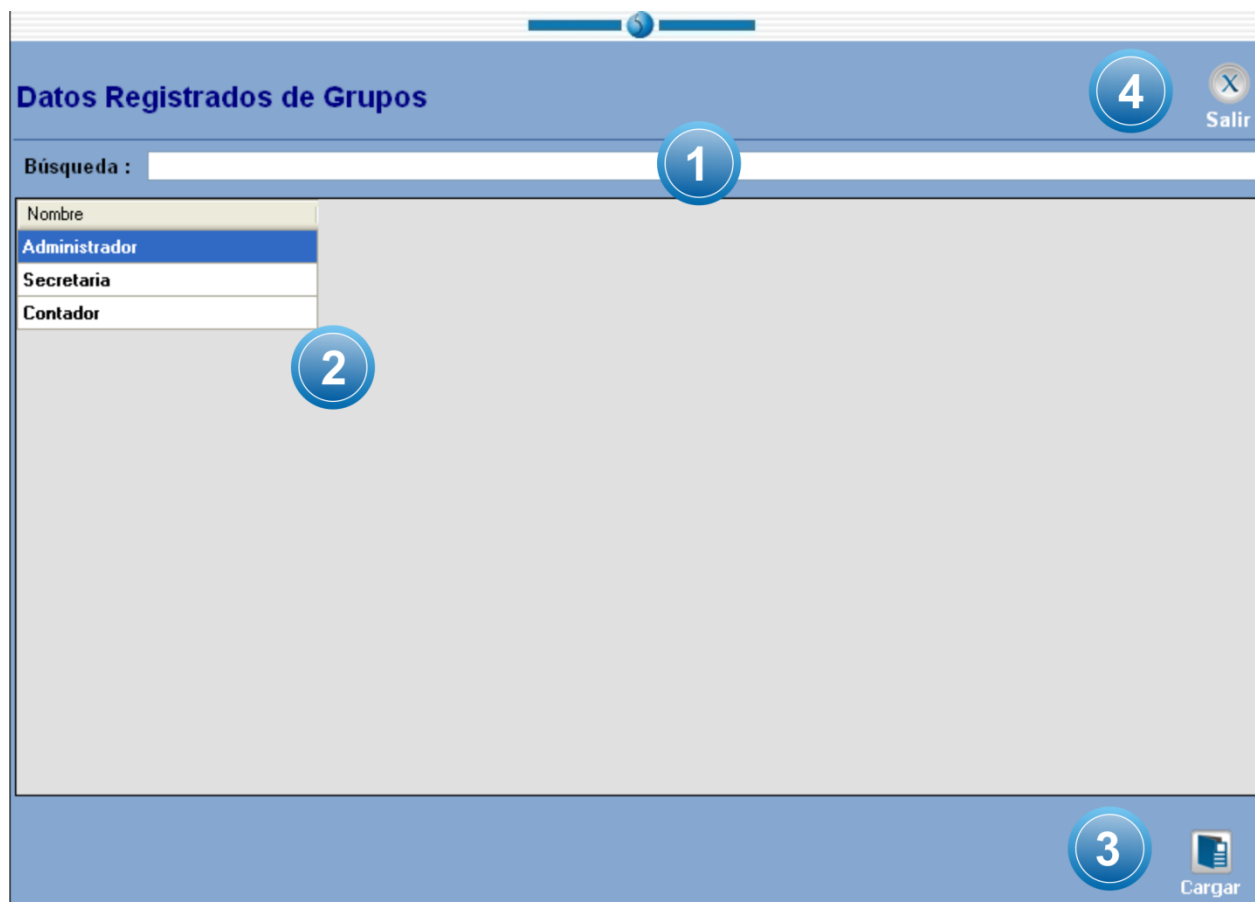 4
X
Datos Registrados de Grupos
Salir
1
Búsqueda :
Nombre
Administrador
Secretaria
Contador
2
3
Cargar